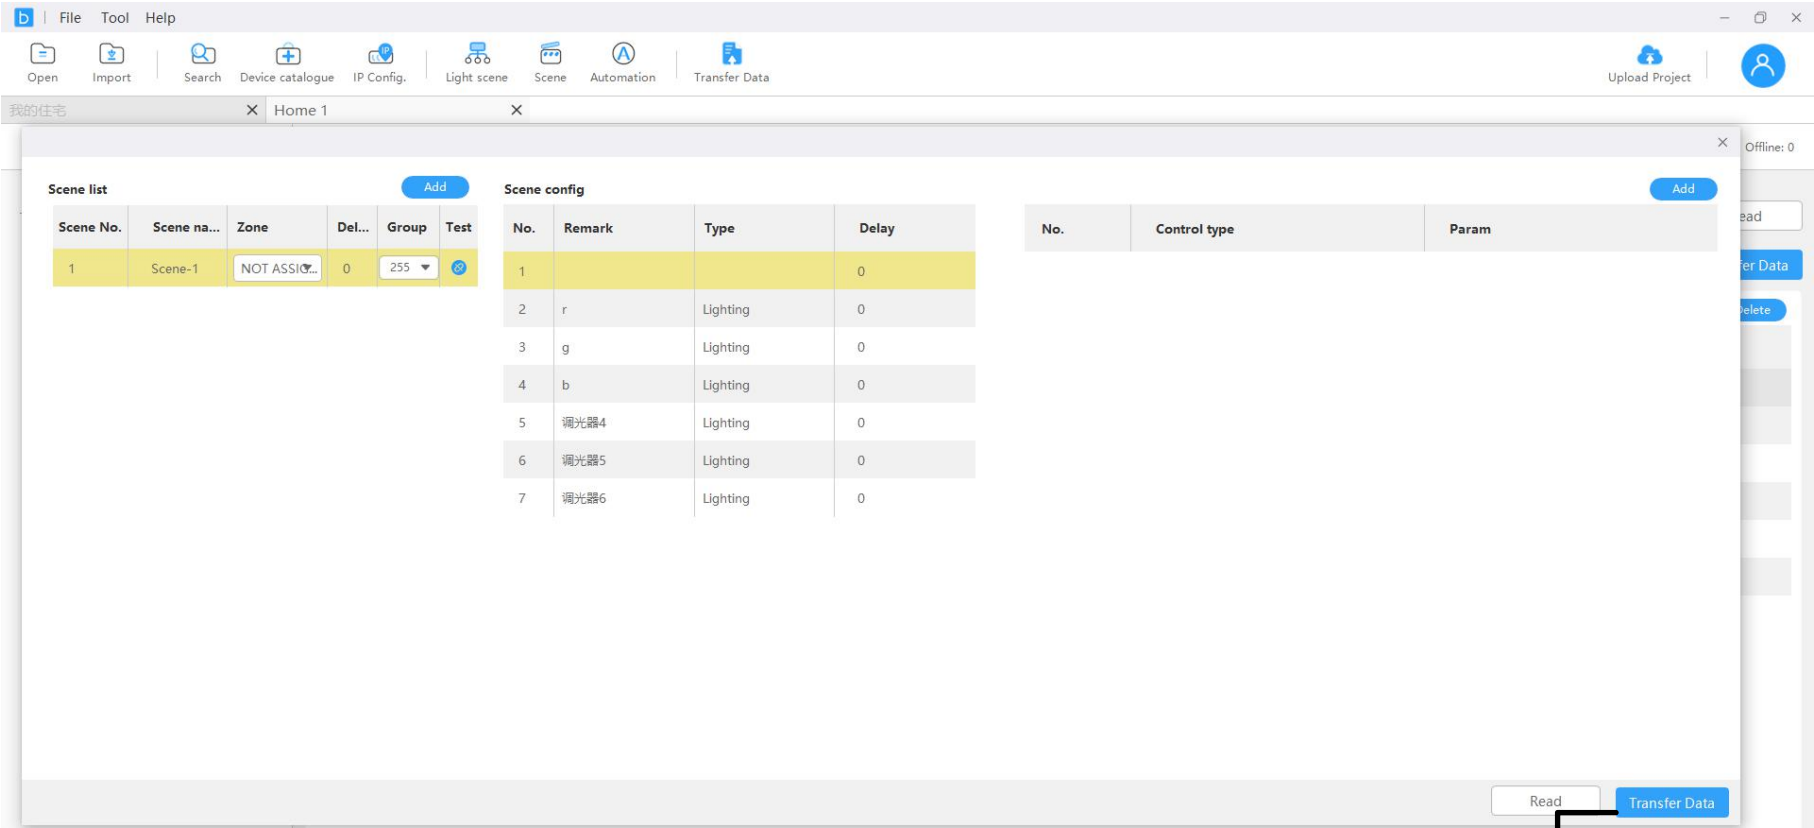 b File Tool Help
Open Import Search Device catalogue IP Config. Light scene Scene Automation Transfer Data Upload Project
我的住宅 Home 1
Offline: 0
Scene list Add Scene config Add
Scene No. Scene na... Zone Del... Group Test No. Remark Type Delay No. Control type Param
ead
1 Scene-1 NOT ASSIG... 0 255 1 0
fer Data
2 r Lighting 0
elete
3 g Lighting 0
4 b Lighting 0
5 调光器4 Lighting 0
6 调光器5 Lighting 0
7 调光器6 Lighting 0
Read Transfer Data